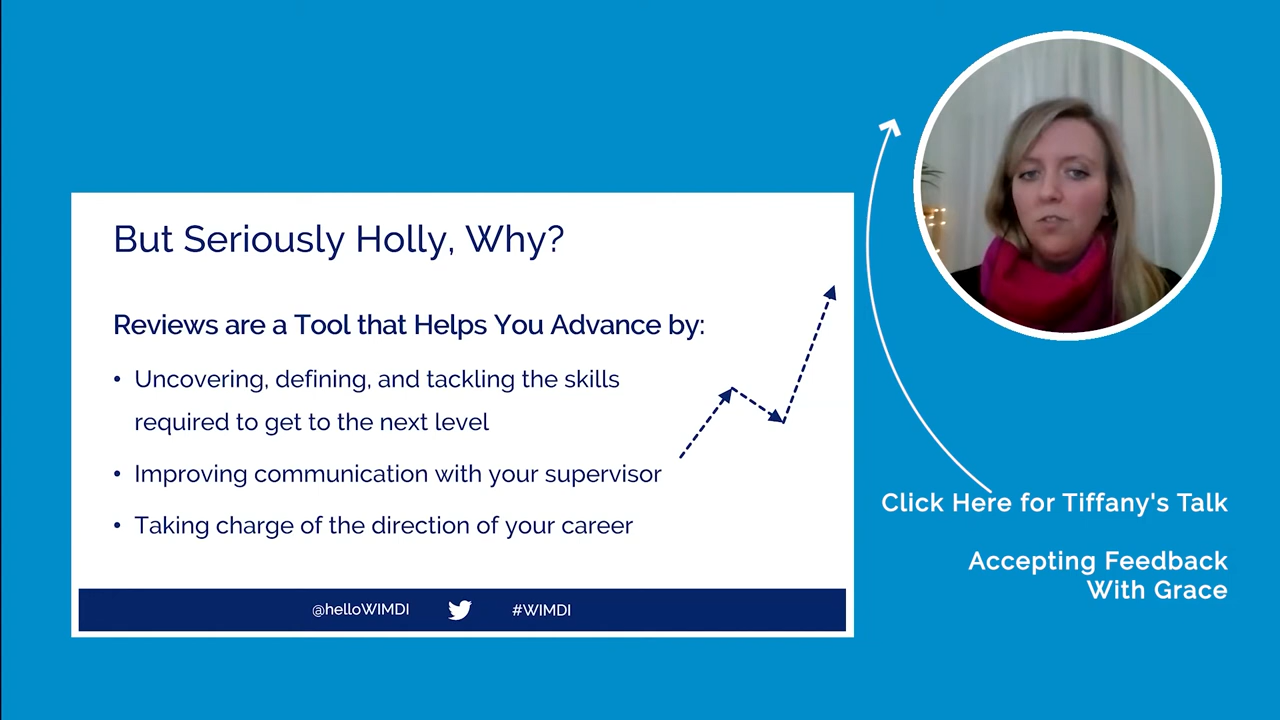 But Seriously Holly, Why?
Reviews are a Tool that Helps You Advance by:
• Uncovering, defining, and tackling the skills
required to get to the next level
• Improving communication with your supervisor
• Taking charge of the direction of your career
@helloWIMDI #WIMDI
Click Here for Tiffany's Talk
Accepting Feedback
With Grace